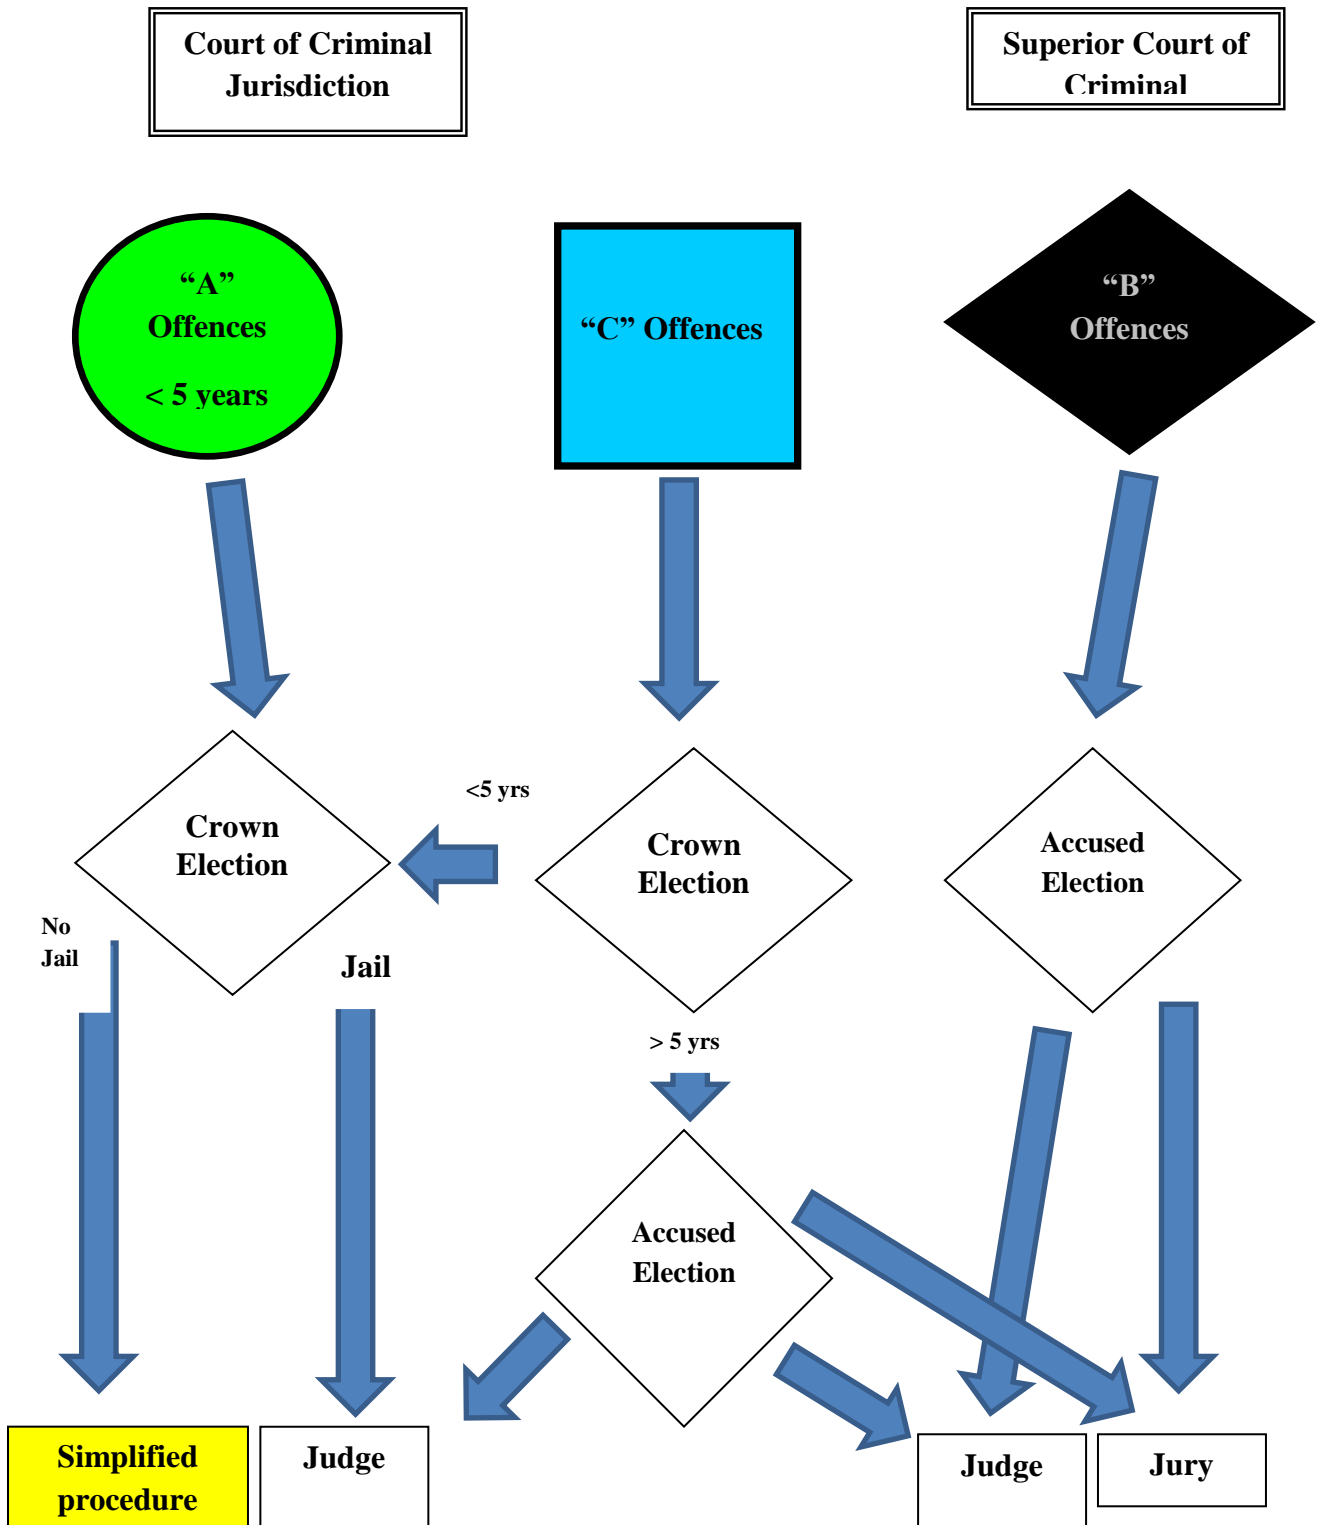 Court of Criminal
Jurisdiction
Superior Court of
Criminal
“A”
Offences
< 5 years
“C” Offences
“B”
Offences
Crown
Election
<5 yrs
Crown
Election
Accused
Election
No
Jail
Jail
> 5 yrs
Accused
Election
Simplified
procedure
Judge
Judge
Jury